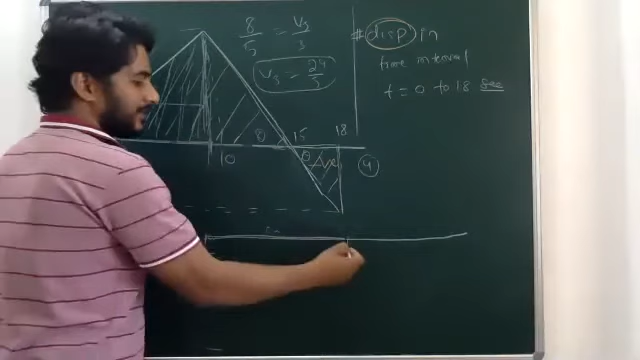 8/5 = V₃/3
V₃ = 24/5
# disp in
time interval
t = 0 to 18 sec
10
15
18
4